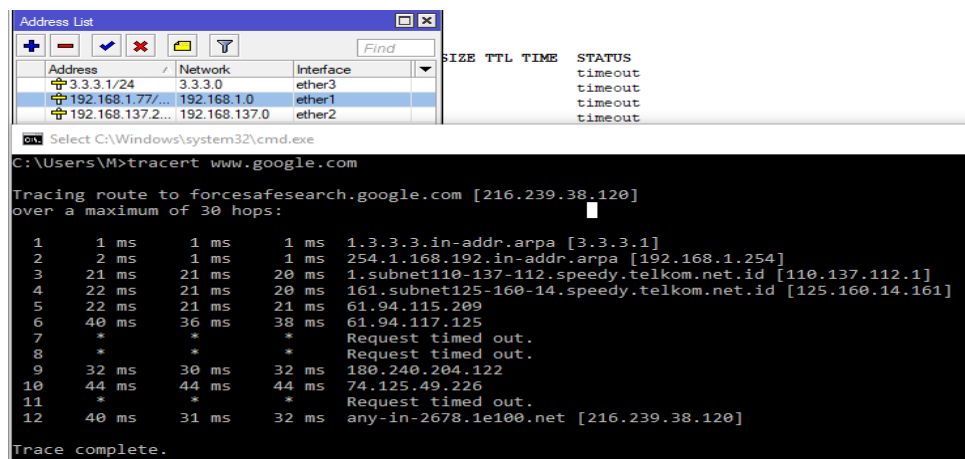 Address List
Find
Address / Network Interface
3.3.3.1/24 3.3.3.0 ether3
192.168.1.77/... 192.168.1.0 ether1
192.168.137.2... 192.168.137.0 ether2
SIZE TTL TIME STATUS
timeout
timeout
timeout
timeout
Select C:\Windows\system32\cmd.exe
C:\Users\M>tracert www.google.com
Tracing route to forcesafesearch.google.com [216.239.38.120]
over a maximum of 30 hops:
1 1 ms 1 ms 1 ms 1.3.3.3.in-addr.arpa [3.3.3.1]
2 2 ms 1 ms 1 ms 254.1.168.192.in-addr.arpa [192.168.1.254]
3 21 ms 21 ms 20 ms 1.subnet110-137-112.speedy.telkom.net.id [110.137.112.1]
4 22 ms 21 ms 20 ms 161.subnet125-160-14.speedy.telkom.net.id [125.160.14.161]
5 22 ms 21 ms 21 ms 61.94.115.209
6 40 ms 36 ms 38 ms 61.94.117.125
7 * * * Request timed out.
8 * * * Request timed out.
9 32 ms 30 ms 32 ms 180.240.204.122
10 44 ms 44 ms 44 ms 74.125.49.226
11 * * * Request timed out.
12 40 ms 31 ms 32 ms any-in-2678.1e100.net [216.239.38.120]
Trace complete.